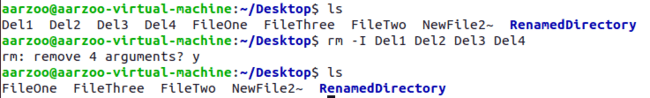 aarzoo@aarzoo-virtual-machine:~/Desktop$ ls
Del1  Del2  Del3  Del4  FileOne  FileThree  FileTwo  NewFile2~  RenamedDirectory
aarzoo@aarzoo-virtual-machine:~/Desktop$ rm -I Del1 Del2 Del3 Del4
rm: remove 4 arguments? y
aarzoo@aarzoo-virtual-machine:~/Desktop$ ls
FileOne  FileThree  FileTwo  NewFile2~  RenamedDirectory